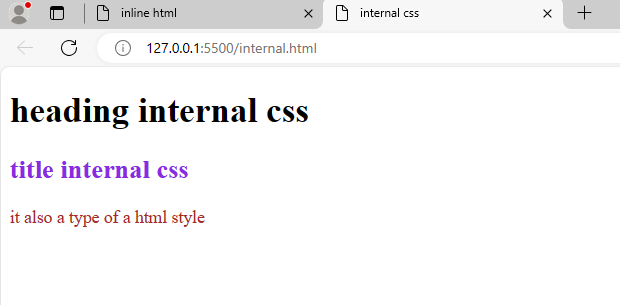 inline html
internal css
127.0.0.1:5500/internal.html
heading internal css
title internal css
it also a type of a html style